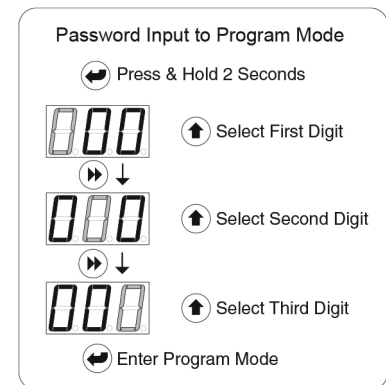 Password Input to Program Mode
Press & Hold 2 Seconds
000
Select First Digit
000
Select Second Digit
000
Select Third Digit
Enter Program Mode